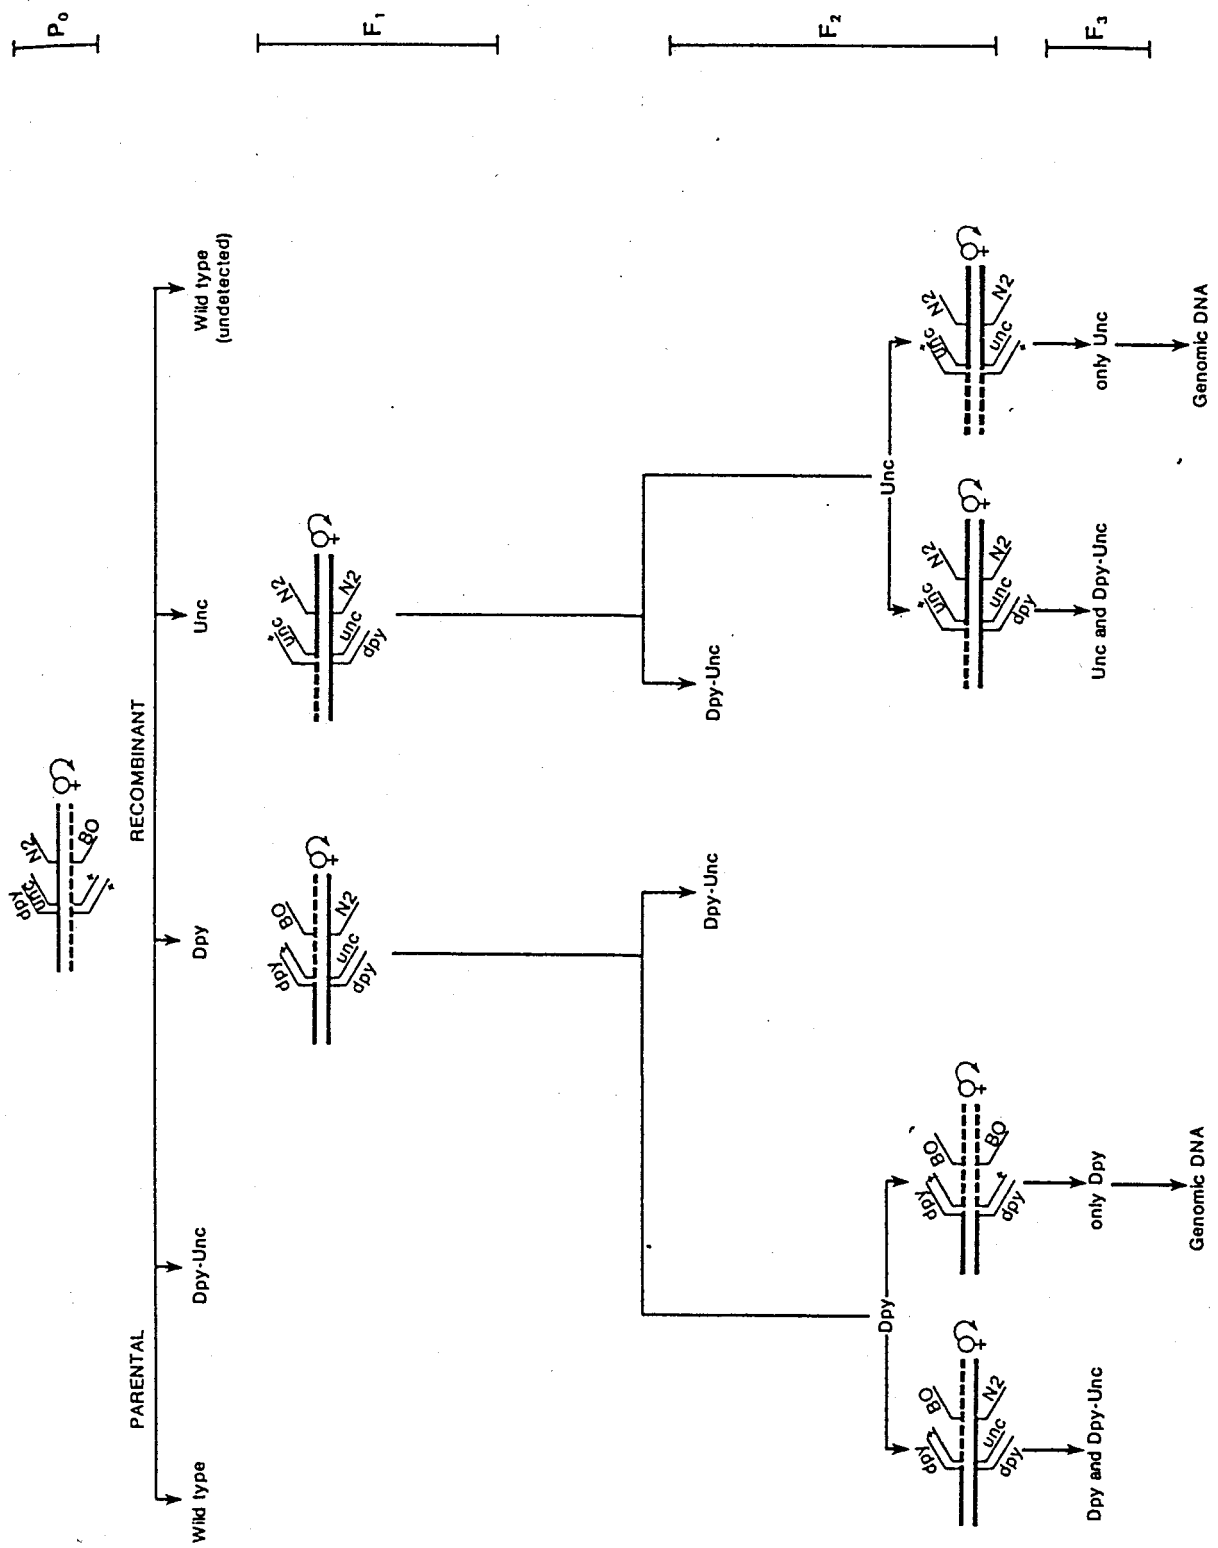 P₀
dpy
unc
N2
+
+
BO
PARENTAL
RECOMBINANT
Wild type
Dpy-Unc
Dpy
Unc
Wild type
(undetected)
F₁
dpy
+
BO
dpy
unc
N2
+
unc
N2
dpy
unc
N2
Dpy-Unc
Dpy-Unc
F₂
Dpy
Unc
dpy
+
BO
dpy
unc
N2
dpy
+
BO
dpy
+
BO
+
unc
N2
dpy
unc
N2
+
unc
N2
+
unc
N2
F₃
Dpy and Dpy-Unc
only Dpy
Unc and Dpy-Unc
only Unc
Genomic DNA
Genomic DNA